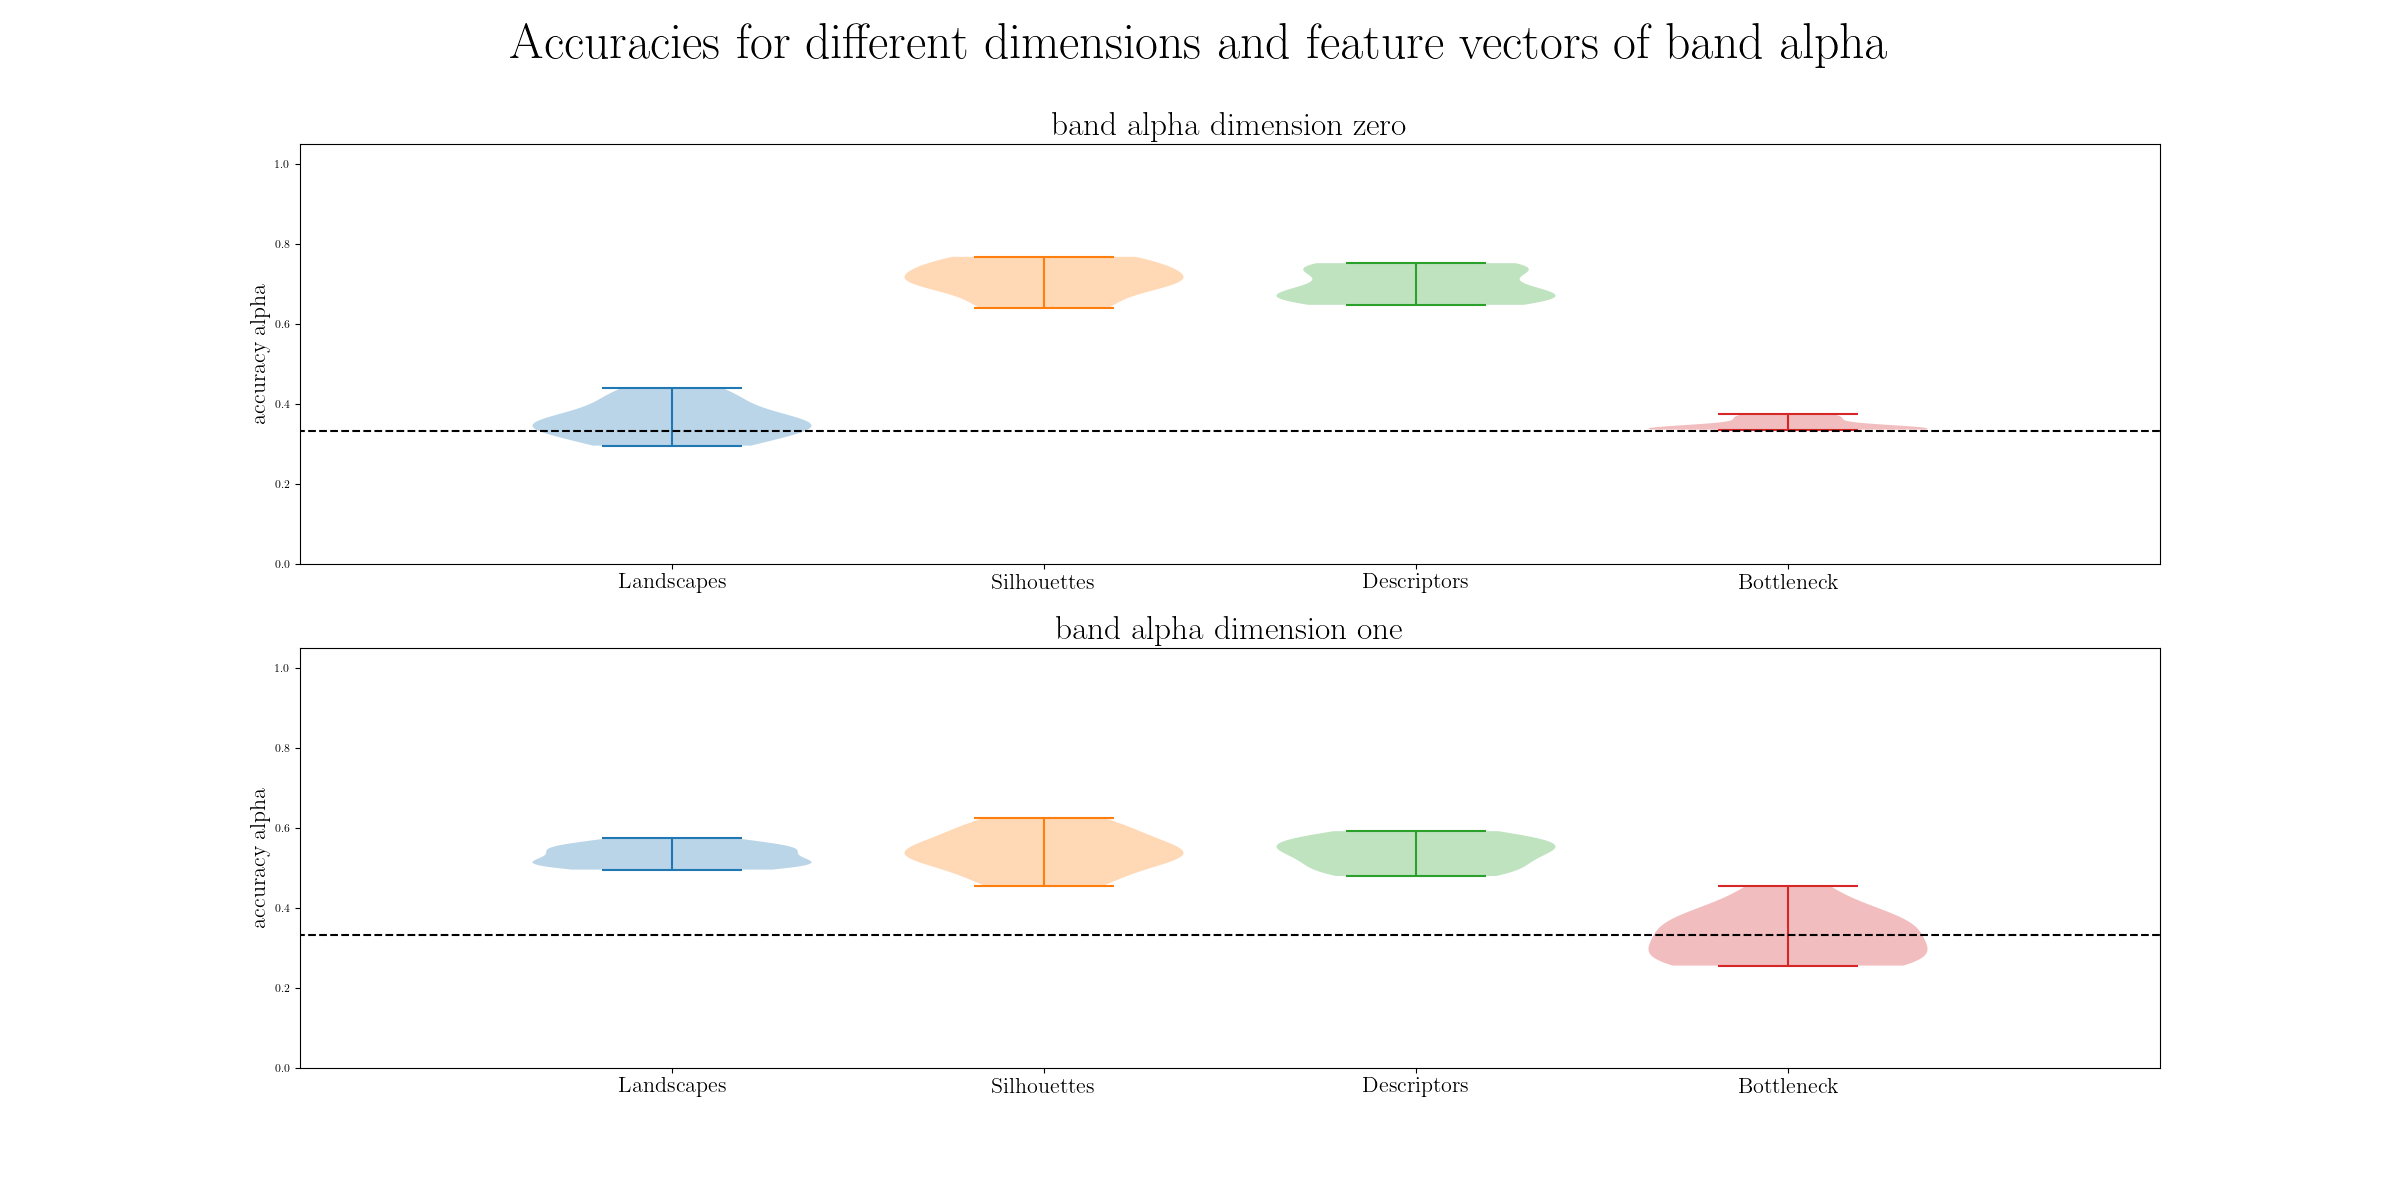 Accuracies for different dimensions and feature vectors of band alpha
band alpha dimension zero
1.0
0.8
0.6
0.4
0.2
0.0
accuracy alpha
Landscapes Silhouettes Descriptors Bottleneck
band alpha dimension one
1.0
0.8
0.6
0.4
0.2
0.0
accuracy alpha
Landscapes Silhouettes Descriptors Bottleneck